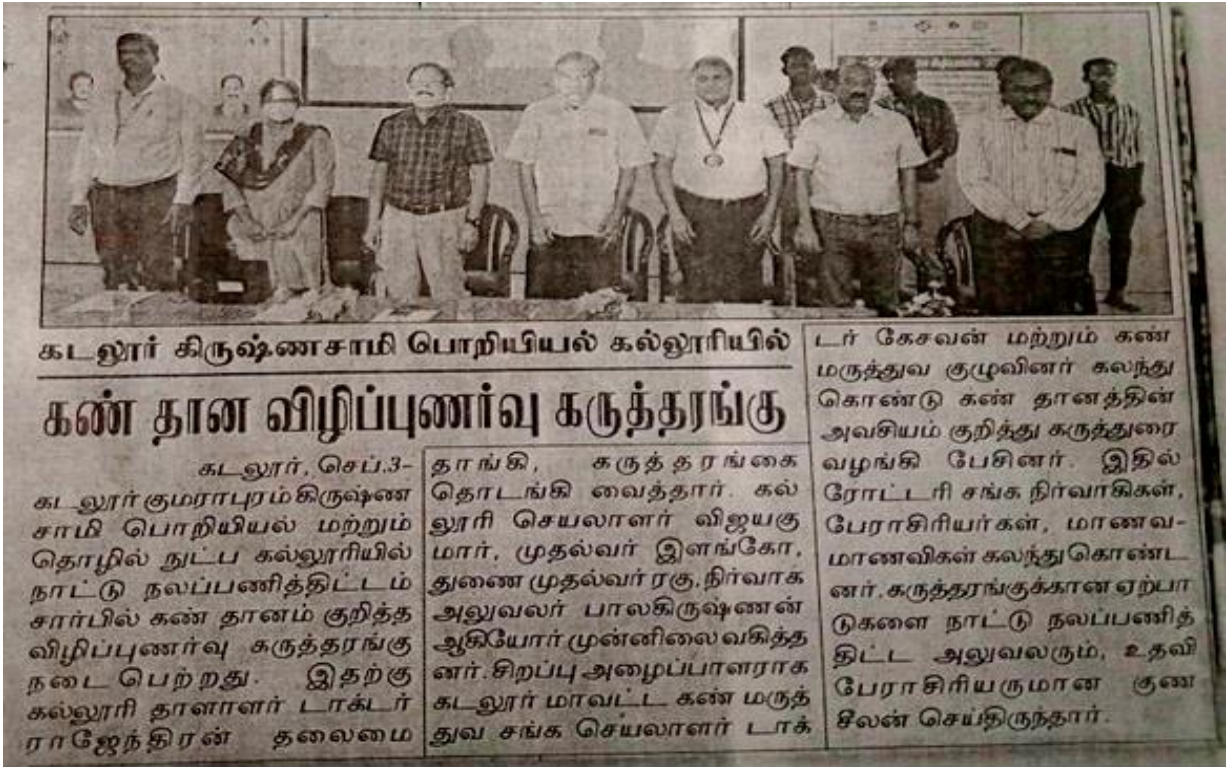 கடலூர் கிருஷ்ணசாமி பொறியியல் கல்லூரியில்
கண் தான விழிப்புணர்வு கருத்தரங்கு
கடலூர், செப்.3-
கடலூர் குமராபுரம் கிருஷ்ண
சாமி பொறியியல் மற்றும்
தொழில் நுட்ப கல்லூரியில்
நாட்டு நலப்பணித்திட்டம்
சார்பில் கண் தானம் குறித்த
விழிப்புணர்வு கருத்தரங்கு
நடை பெற்றது. இதற்கு
கல்லூரி தாளாளர் டாக்டர்
ராஜேந்திரன் தலைமை
தாங்கி, கருத்தரங்கை
தொடங்கி வைத்தார். கல்
லூரி செயலாளர் விஜயகு
மார், முதல்வர் இளங்கோ,
துணை முதல்வர் ரகு, நிர்வாக
அலுவலர் பாலகிருஷ்ணன்
ஆகியோர் முன்னிலை வகித்த
னர். சிறப்பு அழைப்பாளராக
கடலூர் மாவட்ட கண் மருத்
துவ சங்க செயலாளர் டாக்
டர் கேசவன் மற்றும் கண்
மருத்துவ குழுவினர் கலந்து
கொண்டு கண் தானத்தின்
அவசியம் குறித்து கருத்துரை
வழங்கி பேசினர். இதில்
ரோட்டரி சங்க நிர்வாகிகள்,
பேராசிரியர்கள், மாணவ-
மாணவிகள் கலந்து கொண்ட
னர். கருத்தரங்குக்கான ஏற்பா
டுகளை நாட்டு நலப்பணித்
திட்ட அலுவலரும், உதவி
பேராசிரியருமான குண
சீலன் செய்திருந்தார்.